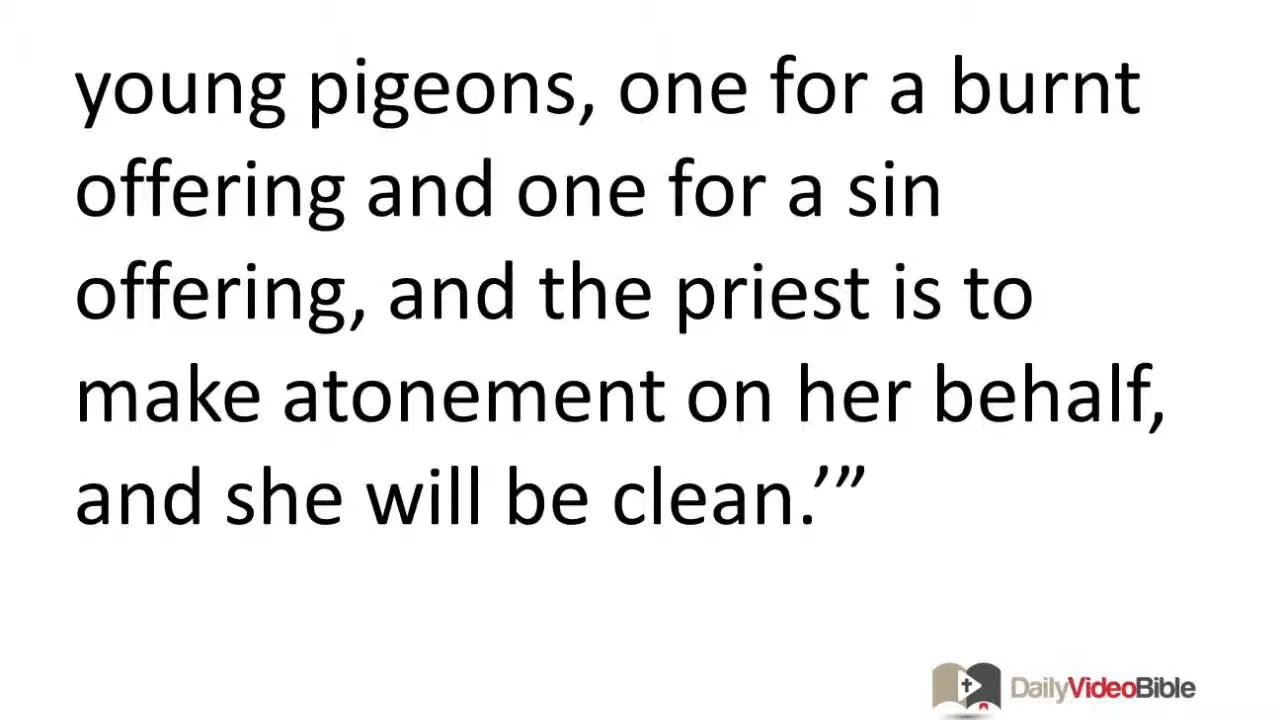 young pigeons, one for a burnt
offering and one for a sin
offering, and the priest is to
make atonement on her behalf,
and she will be clean.’”
DailyVideoBible